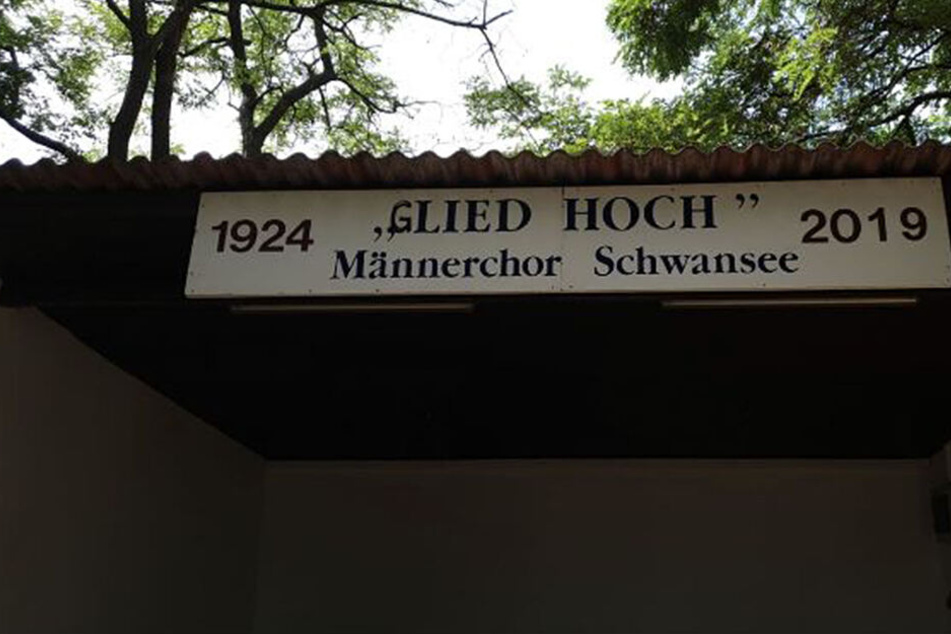 1924 „GLIED HOCH” 2019
Männerchor Schwansee